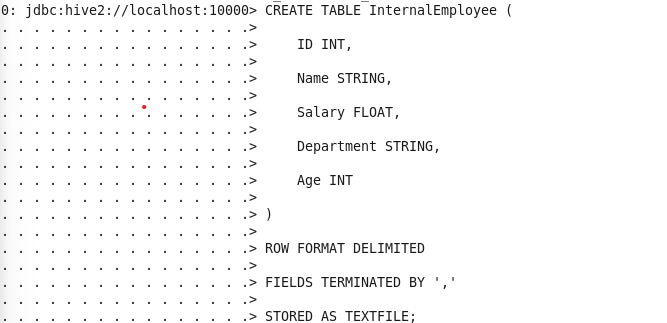 0: jdbc:hive2://localhost:10000> CREATE TABLE InternalEmployee (
. . . . . . . . . . . . . . . .>
. . . . . . . . . . . . . . . .>     ID INT,
. . . . . . . . . . . . . . . .>
. . . . . . . . . . . . . . . .>     Name STRING,
. . . . . . . . . . . . . . . .>
. . . . . . . . . . . . . . . .>     Salary FLOAT,
. . . . . . . . . . . . . . . .>
. . . . . . . . . . . . . . . .>     Department STRING,
. . . . . . . . . . . . . . . .>
. . . . . . . . . . . . . . . .>     Age INT
. . . . . . . . . . . . . . . .>
. . . . . . . . . . . . . . . .> )
. . . . . . . . . . . . . . . .>
. . . . . . . . . . . . . . . .> ROW FORMAT DELIMITED
. . . . . . . . . . . . . . . .>
. . . . . . . . . . . . . . . .> FIELDS TERMINATED BY ','
. . . . . . . . . . . . . . . .>
. . . . . . . . . . . . . . . .> STORED AS TEXTFILE;